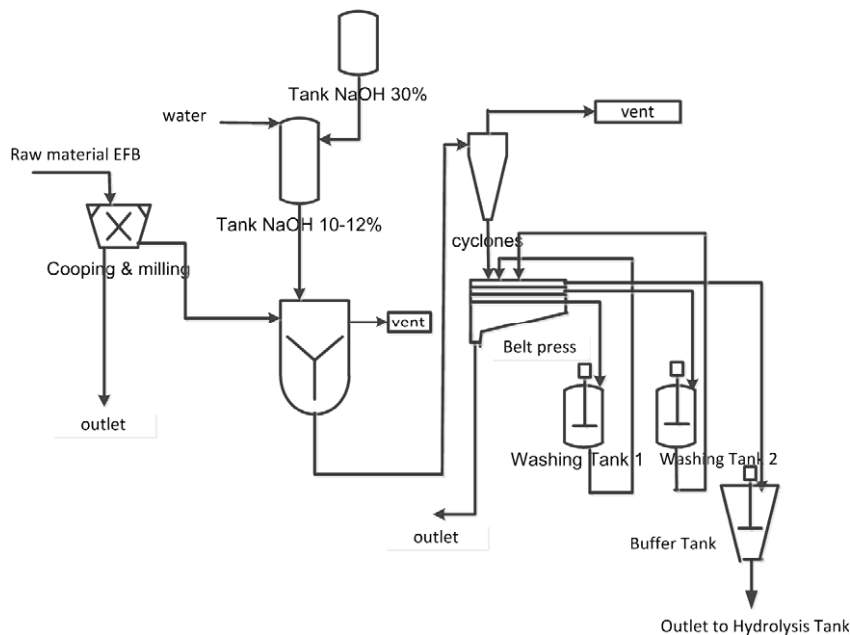 Tank NaOH 30%
water
vent
Raw material EFB
Tank NaOH 10-12%
cyclones
Cooping & milling
vent
Belt press
outlet
Washing Tank 1
Washing Tank 2
outlet
Buffer Tank
Outlet to Hydrolysis Tank